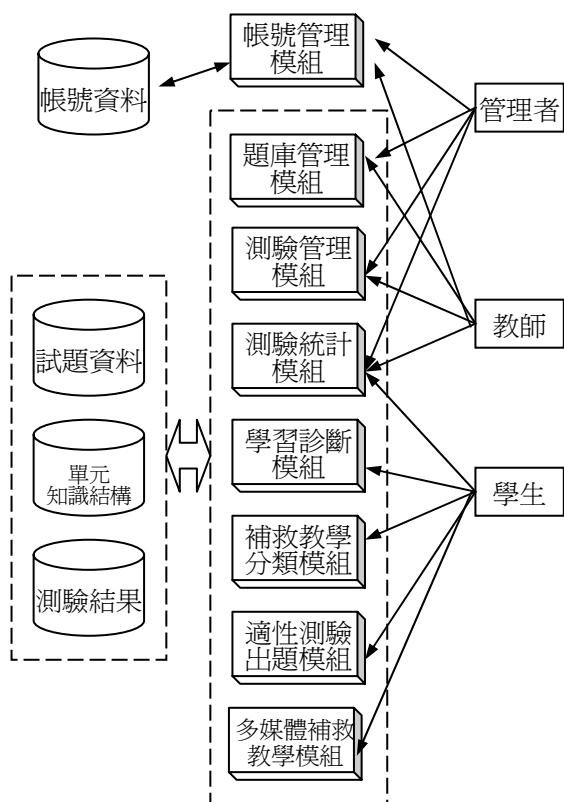 帳號管理
模組
帳號資料
管理者
題庫管理
模組
測驗管理
模組
試題資料
測驗統計
模組
教師
單元
知識結構
學習診斷
模組
學生
測驗結果
補救教學
分類模組
適性測驗
出題模組
多媒體補救
教學模組